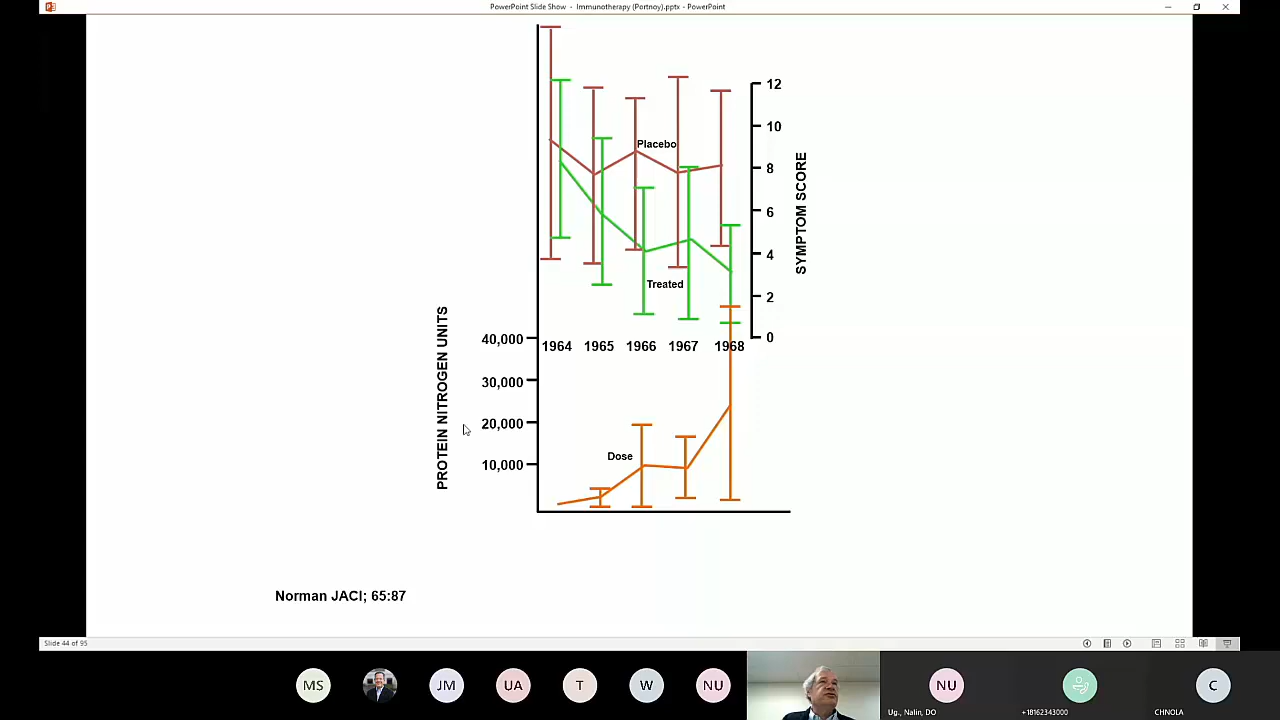 PowerPoint Slide Show - Immunotherapy (Portnoy).pptx - PowerPoint
12
10
8
6
4
2
0
SYMPTOM SCORE
Placebo
Treated
1964 1965 1966 1967 1968
PROTEIN NITROGEN UNITS
40,000
30,000
20,000
10,000
Dose
Norman JACI; 65:87
Slide 44 of 95
MS
JM
UA
T
W
NU
NU
C
Ug., Nalin, DO
+18162343000
CHNOLA